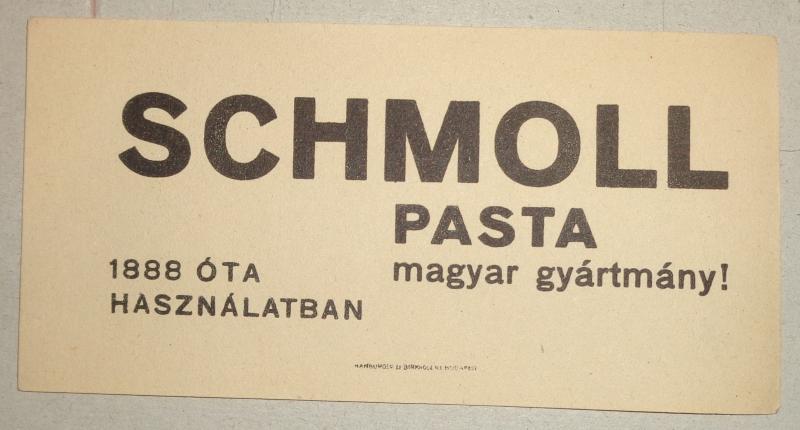 SCHMOLL
PASTA
magyar gyártmány!
1888 ÓTA
HASZNÁLATBAN